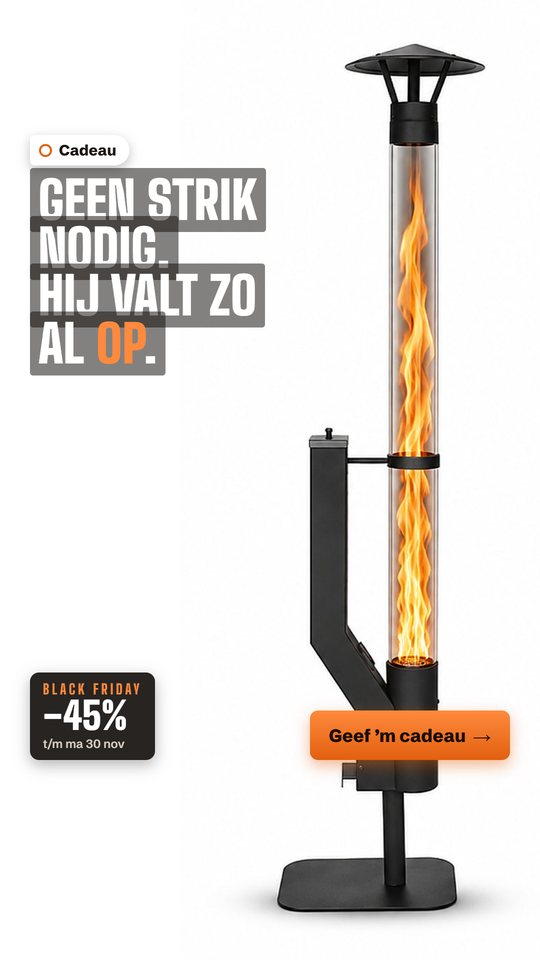 Cadeau
GEEN STRIK
NODIG.
HIJ VALT ZO
AL OP.
BLACK FRIDAY
–45%
t/m ma 30 nov
Geef ’m cadeau →